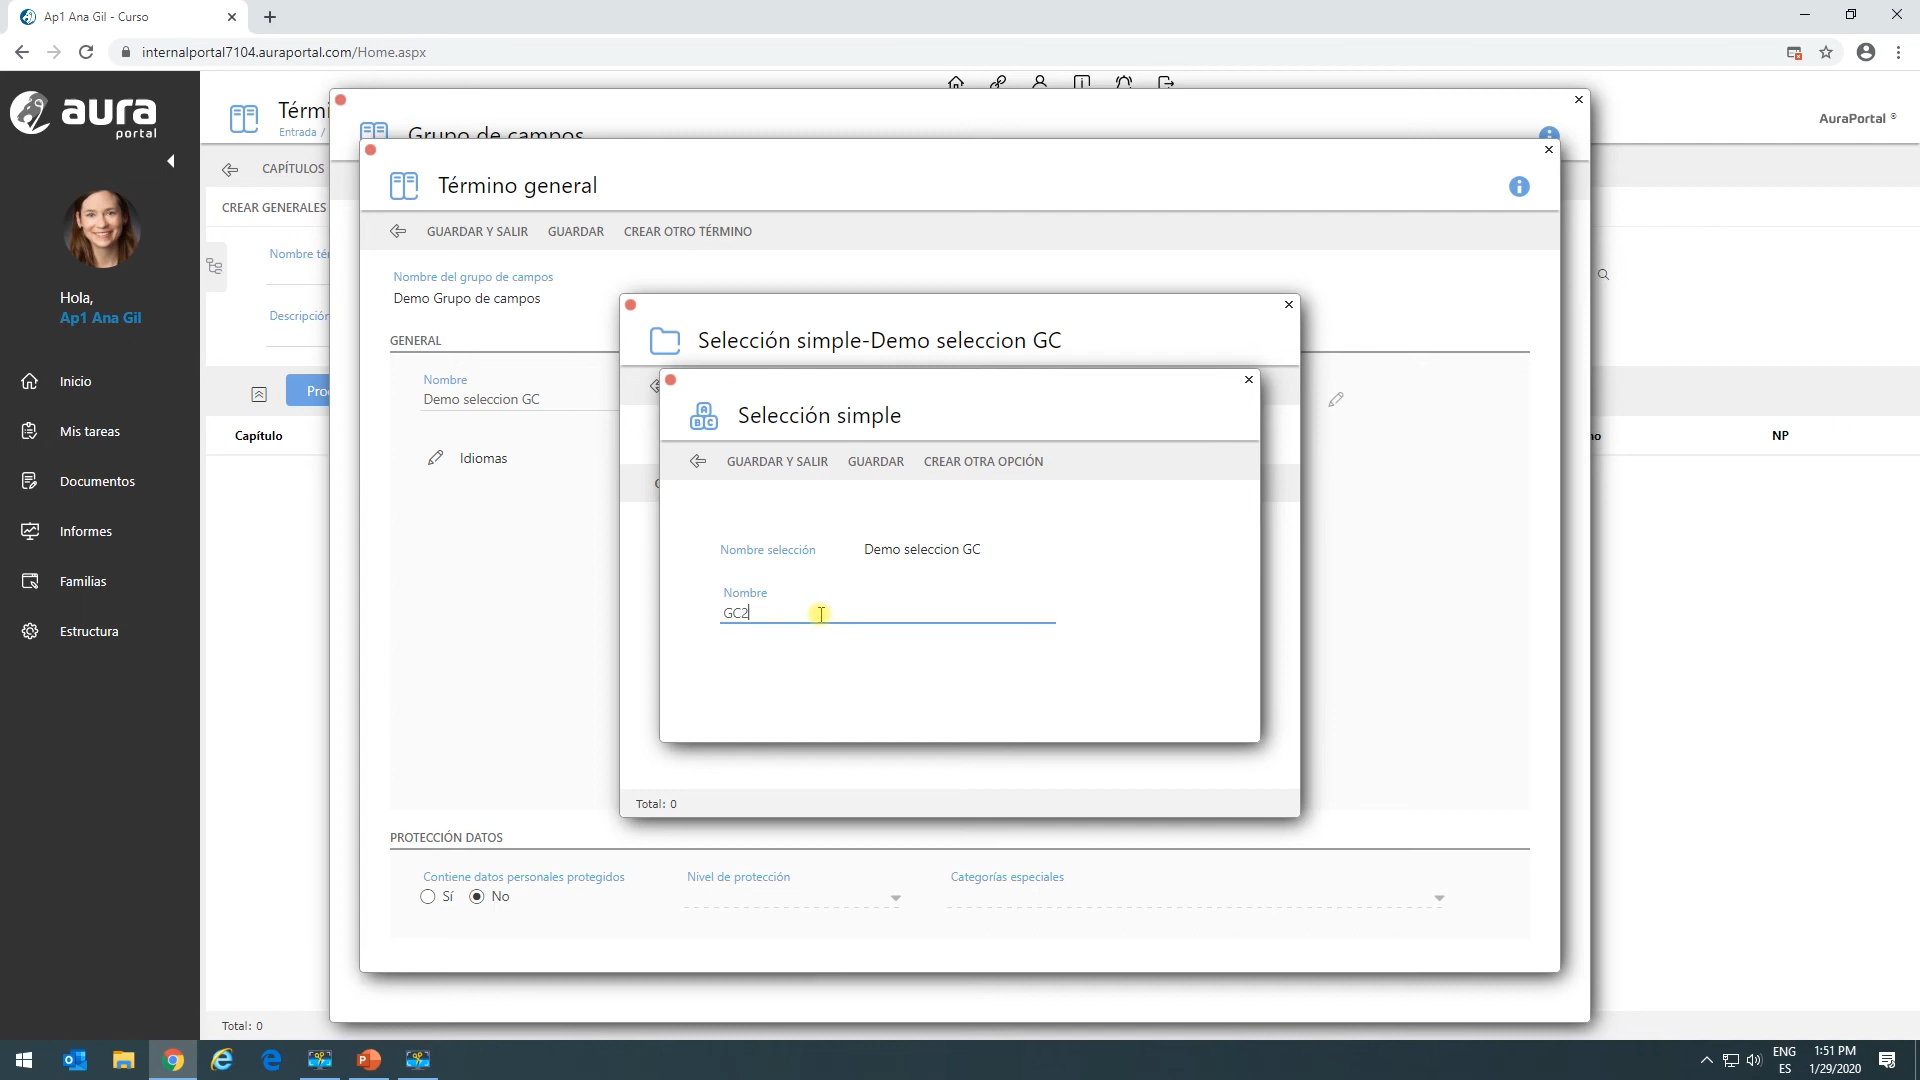 Ap1 Ana Gil - Curso
internalportal7104.auraportal.com/Home.aspx
aura
portal
Hola,
Ap1 Ana Gil
Inicio
Mis tareas
Documentos
Informes
Familias
Estructura
Entrada /
AuraPortal ®
CAPÍTULOS
CREAR GENERALES
Capítulo
NP
Total: 0
Grupo de campos
Término general
GUARDAR Y SALIR GUARDAR CREAR OTRO TÉRMINO
Nombre del grupo de campos
Demo Grupo de campos
GENERAL
Nombre
Demo seleccion GC
Idiomas
PROTECCIÓN DATOS
Contiene datos personales protegidos
Sí No
Nivel de protección
Categorías especiales
Selección simple-Demo seleccion GC
Total: 0
A
B C
Selección simple
GUARDAR Y SALIR GUARDAR CREAR OTRA OPCIÓN
Nombre selección Demo seleccion GC
Nombre
GC2
ENG
ES
1:51 PM
1/29/2020